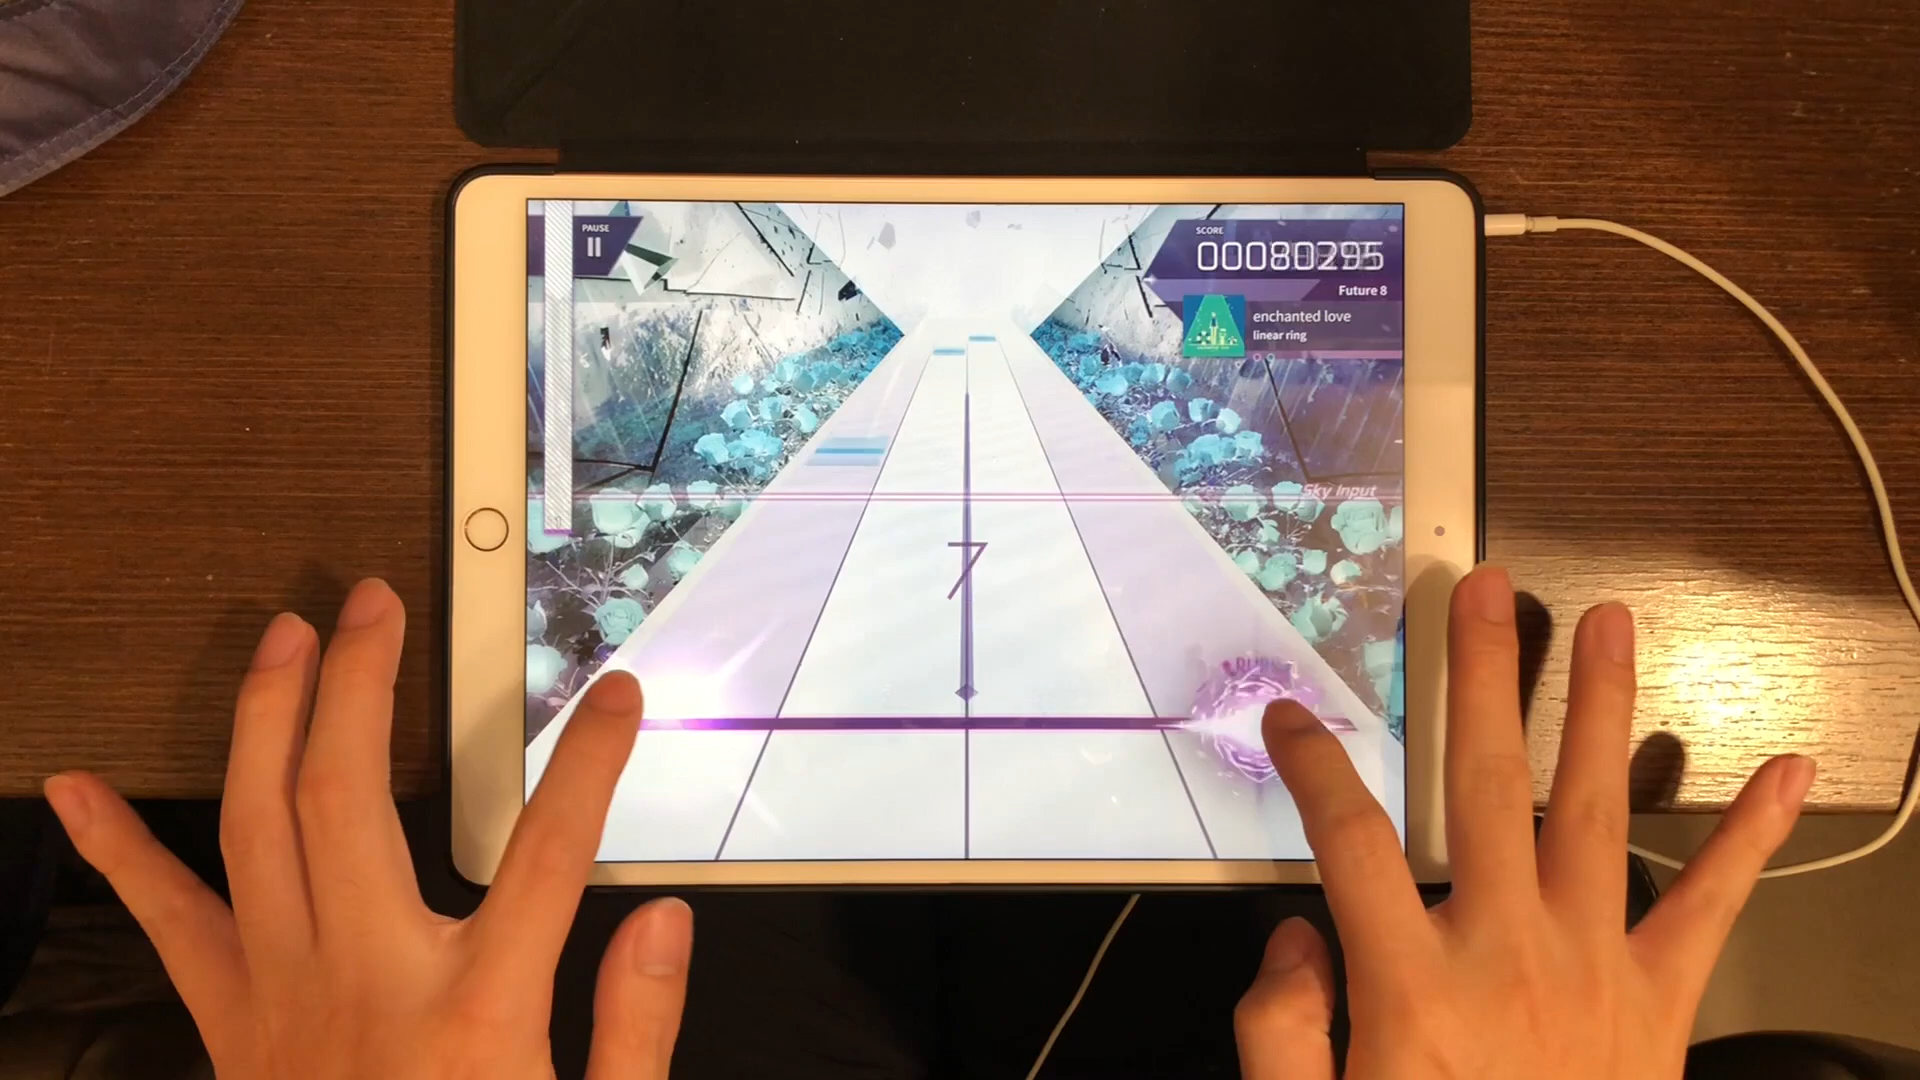 PAUSE
SCORE
00080295
Future 8
enchanted love
linear ring
Sky Input
7